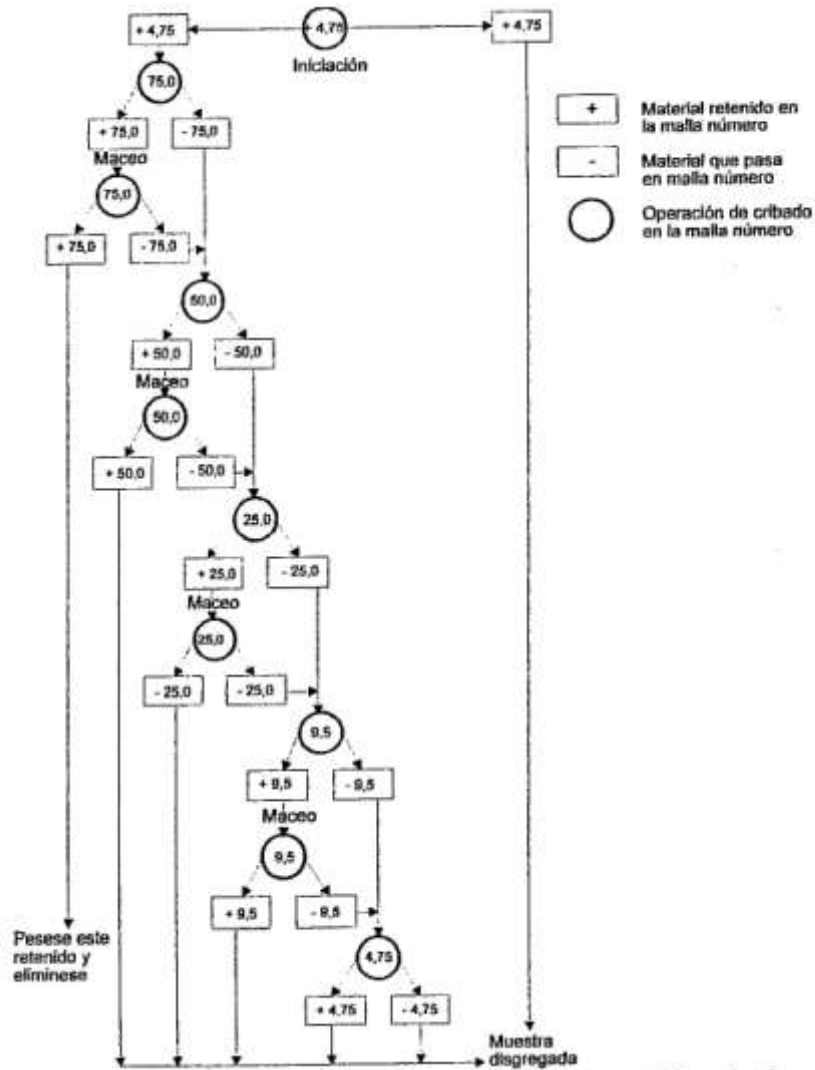 + 4,75
+ 4,75
+ 4,75
Iniciación
75,0
+ 75,0
- 75,0
Maceo
75,0
+ 75,0
- 75,0
+
Material retenido en
la malla número
-
Material que pasa
en malla número
Operación de cribado
en la malla número
50,0
+ 50,0
- 50,0
Maceo
50,0
+ 50,0
- 50,0
25,0
+ 25,0
- 25,0
Maceo
25,0
- 25,0
- 25,0
9,5
+ 9,5
- 9,5
Maceo
9,5
+ 9,5
- 9,5
Pesese este
retenido y
elimínese
4,75
+ 4,75
- 4,75
Muestra
disgregada